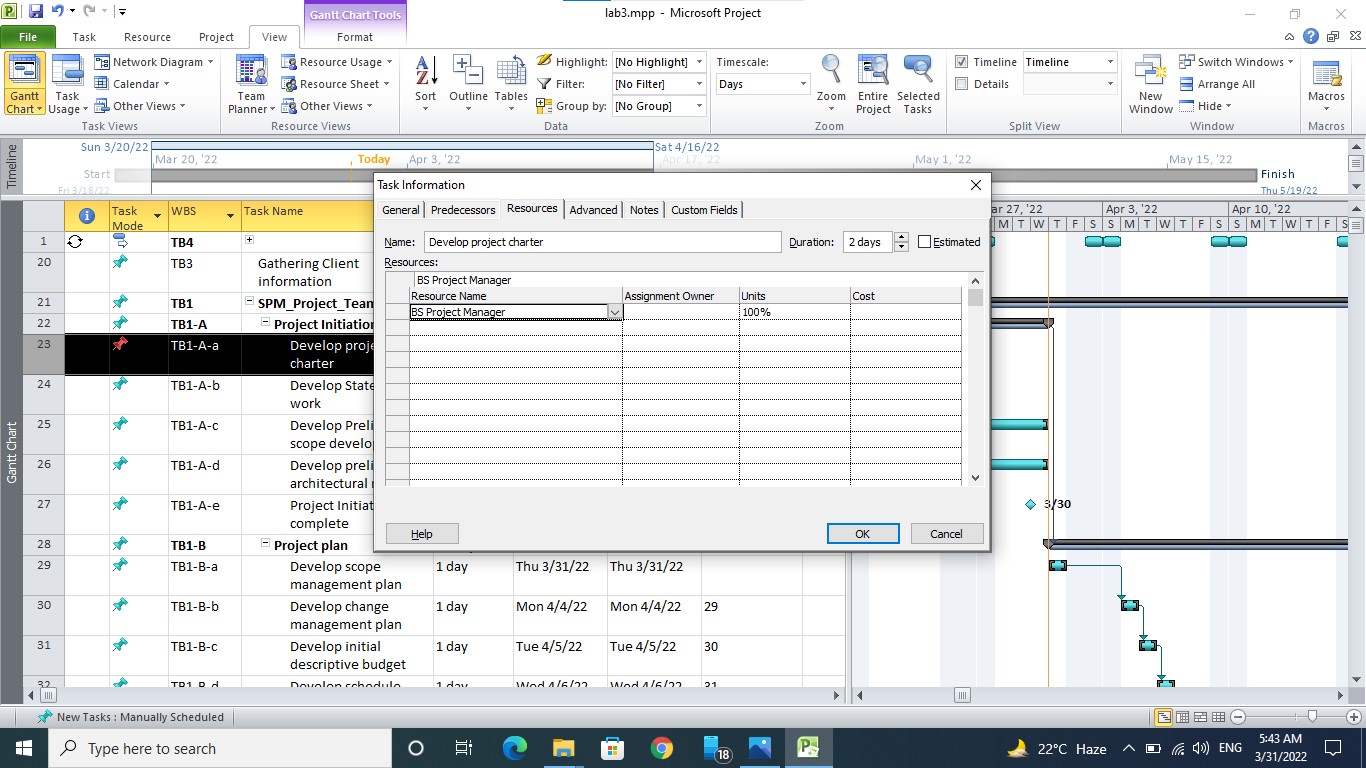 lab3.mpp - Microsoft Project
Gantt Chart Tools
File Task Resource Project View Format
Gantt Chart
Task Usage
Network Diagram
Calendar
Other Views
Task Views
Team Planner
Resource Usage
Resource Sheet
Other Views
Resource Views
Sort
Outline
Tables
Highlight: [No Highlight]
Filter: [No Filter]
Group by: [No Group]
Data
Timescale:
Days
Zoom
Entire Project
Selected Tasks
Zoom
Timeline Timeline
Details
Split View
New Window
Switch Windows
Arrange All
Hide
Window
Macros
Macros
Timeline
Sun 3/20/22 Sat 4/16/22
Mar 20, '22 Today Apr 3, '22 Apr 17, '22 May 1, '22 May 15, '22
Start
Fri 3/18/22
Finish
Thu 5/19/22
Gantt Chart
Task Mode WBS Task Name
1 TB4
20 TB3 Gathering Client information
21 TB1 SPM_Project_Team
22 TB1-A Project Initiation
23 TB1-A-a Develop proje charter
24 TB1-A-b Develop State work
25 TB1-A-c Develop Preli scope develop
26 TB1-A-d Develop preli architectural
27 TB1-A-e Project Initiat complete
28 TB1-B Project plan
29 TB1-B-a Develop scope management plan 1 day Thu 3/31/22 Thu 3/31/22
30 TB1-B-b Develop change management plan 1 day Mon 4/4/22 Mon 4/4/22 29
31 TB1-B-c Develop initial descriptive budget 1 day Tue 4/5/22 Tue 4/5/22 30
32 TB1-B-d Develop schedule 1 day Wed 4/6/22 Wed 4/6/22 31
ar 27, '22 Apr 3, '22 Apr 10, '22
M T W T F S S M T W T F S S M T W T F S
3/30
Task Information
General Predecessors Resources Advanced Notes Custom Fields
Name: Develop project charter Duration: 2 days Estimated
Resources:
BS Project Manager
Resource Name Assignment Owner Units Cost
BS Project Manager 100%
Help OK Cancel
New Tasks : Manually Scheduled
Type here to search
18
22°C Haze
ENG
5:43 AM
3/31/2022